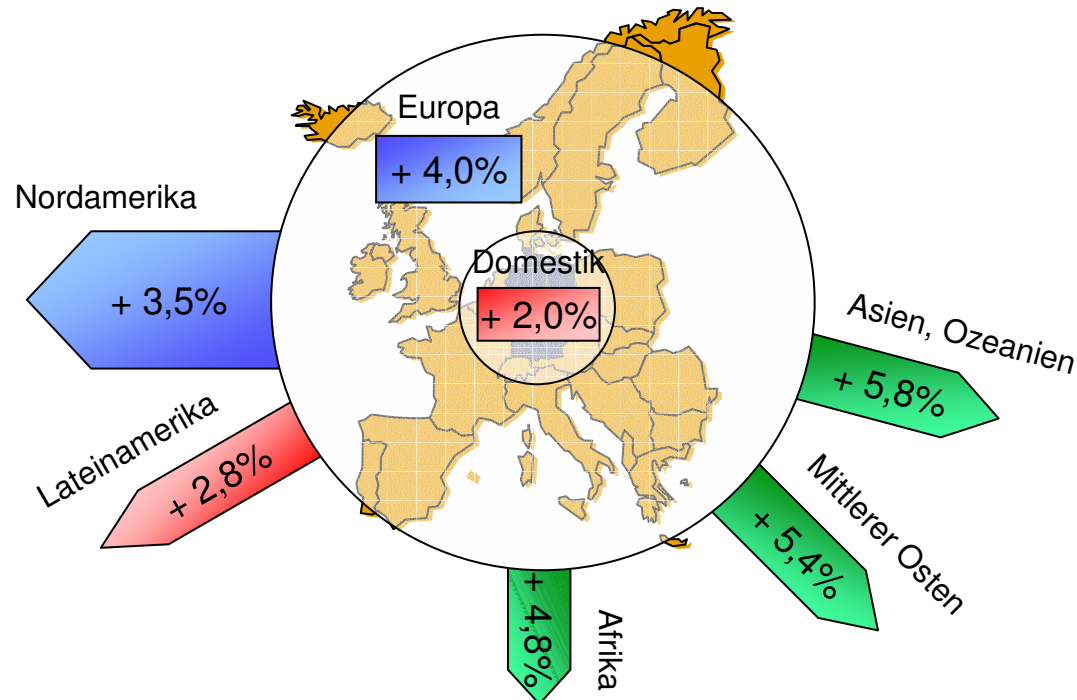 Europa
+ 4,0%
Nordamerika
+ 3,5%
Domestik
+ 2,0%
Asien, Ozeanien
+ 5,8%
Lateinamerika
+ 2,8%
Mittlerer Osten
+ 5,4%
Afrika
+ 4,8%